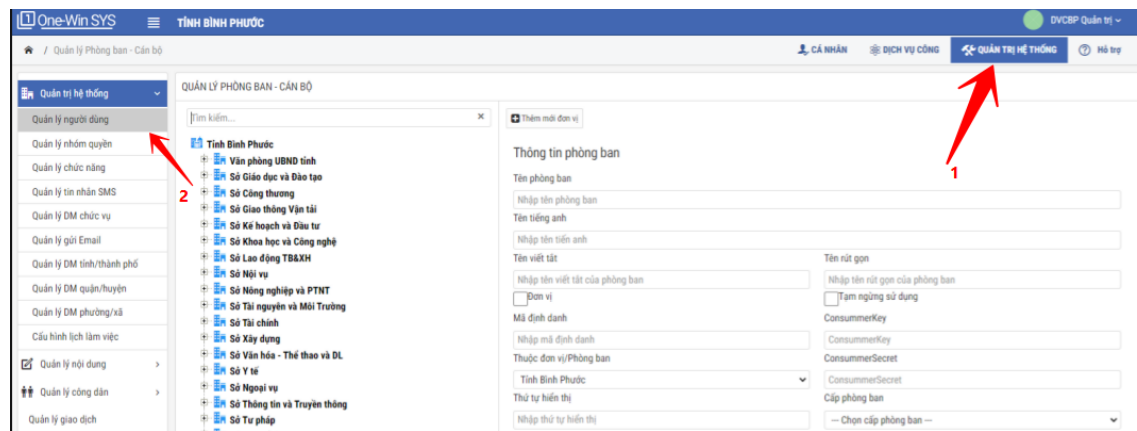 One-Win SYS
TỈNH BÌNH PHƯỚC
DVCBP Quản trị
/ Quản lý Phòng ban - Cán bộ
CÁ NHÂN
DỊCH VỤ CÔNG
QUẢN TRỊ HỆ THỐNG
Hỗ trợ
Quản trị hệ thống
Quản lý người dùng
Quản lý nhóm quyền
Quản lý chức năng
Quản lý tin nhắn SMS
Quản lý DM chức vụ
Quản lý gửi Email
Quản lý DM tỉnh/thành phố
Quản lý DM quận/huyện
Quản lý DM phường/xã
Cấu hình lịch làm việc
Quản lý nội dung
Quản lý công dân
Quản lý giao dịch
2
QUẢN LÝ PHÒNG BAN - CÁN BỘ
Tìm kiếm...
Tỉnh Bình Phước
Văn phòng UBND tỉnh
Sở Giáo dục và Đào tạo
Sở Công thương
Sở Giao thông Vận tải
Sở Kế hoạch và Đầu tư
Sở Khoa học và Công nghệ
Sở Lao động TB&XH
Sở Nội vụ
Sở Nông nghiệp và PTNT
Sở Tài nguyên và Môi Trường
Sở Tài chính
Sở Xây dựng
Sở Văn hóa - Thể thao và DL
Sở Y tế
Sở Ngoại vụ
Sở Thông tin và Truyền thông
Sở Tư pháp
Thêm mới đơn vị
1
Thông tin phòng ban
Tên phòng ban
Nhập tên phòng ban
Tên tiếng anh
Nhập tên tiến anh
Tên viết tắt
Tên rút gọn
Nhập tên viết tắt của phòng ban
Nhập tên rút gọn của phòng ban
Đơn vị
Tạm ngừng sử dụng
Mã định danh
ConsummerKey
Nhập mã định danh
ConsummerKey
Thuộc đơn vị/Phòng ban
ConsummerSecret
Tỉnh Bình Phước
ConsummerSecret
Thứ tự hiển thị
Cấp phòng ban
Nhập thứ tự hiển thị
--- Chọn cấp phòng ban ---